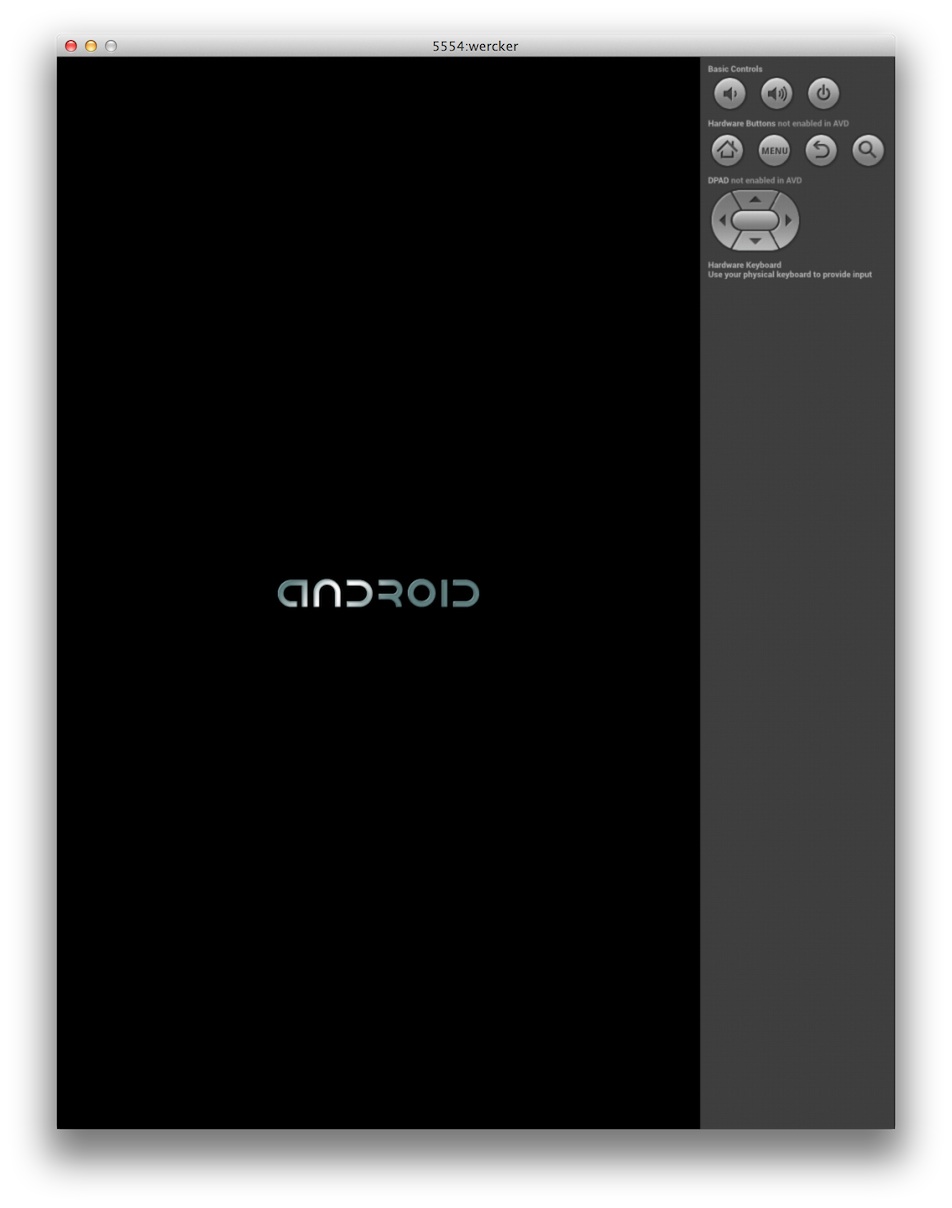 5554:wercker
Basic Controls
Hardware Buttons not enabled in AVD
MENU
DPAD not enabled in AVD
Hardware Keyboard
Use your physical keyboard to provide input
ANDROID